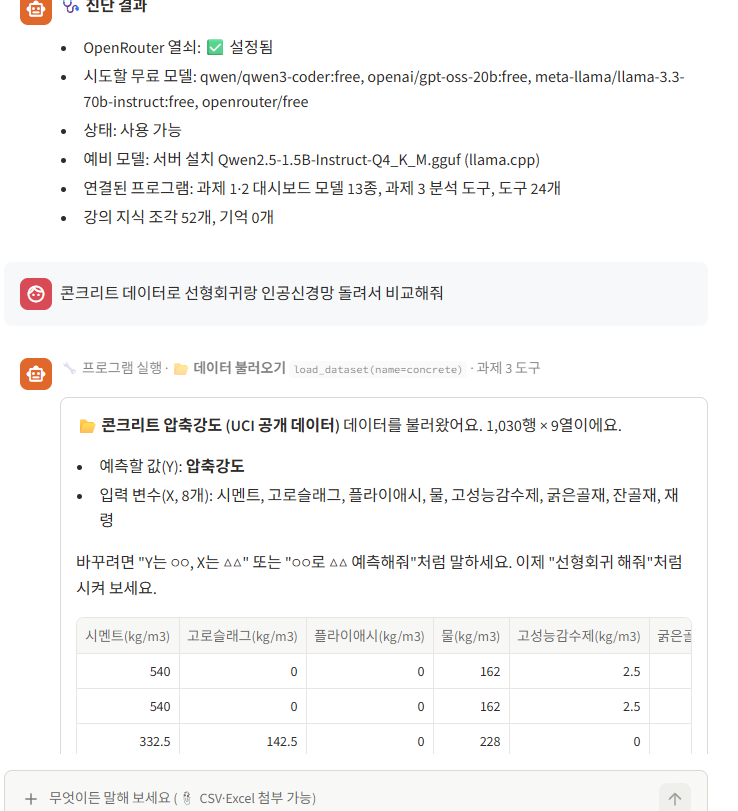 진단 결과
OpenRouter 열쇠: ✅ 설정됨
시도할 무료 모델: qwen/qwen3-coder:free, openai/gpt-oss-20b:free, meta-llama/llama-3.3-
70b-instruct:free, openrouter/free
상태: 사용 가능
예비 모델: 서버 설치 Qwen2.5-1.5B-Instruct-Q4_K_M.gguf (llama.cpp)
연결된 프로그램: 과제 1·2 대시보드 모델 13종, 과제 3 분석 도구, 도구 24개
강의 지식 조각 52개, 기억 0개
콘크리트 데이터로 선형회귀랑 인공신경망 돌려서 비교해줘
프로그램 실행 · 데이터 불러오기 load_dataset(name=concrete) · 과제 3 도구
콘크리트 압축강도 (UCI 공개 데이터) 데이터를 불러왔어요. 1,030행 × 9열이에요.
예측할 값(Y): 압축강도
입력 변수(X, 8개): 시멘트, 고로슬래그, 플라이애시, 물, 고성능감수제, 굵은골재, 잔골재, 재
령
바꾸려면 "Y는 ○○, X는 △△" 또는 "○○로 △△ 예측해줘"처럼 말하세요. 이제 "선형회귀 해줘"처럼
시켜 보세요.
시멘트(kg/m3) 고로슬래그(kg/m3) 플라이애시(kg/m3) 물(kg/m3) 고성능감수제(kg/m3) 굵은골
540 0 0 162 2.5
540 0 0 162 2.5
332.5 142.5 0 228 0
무엇이든 말해 보세요 ( CSV·Excel 첨부 가능)